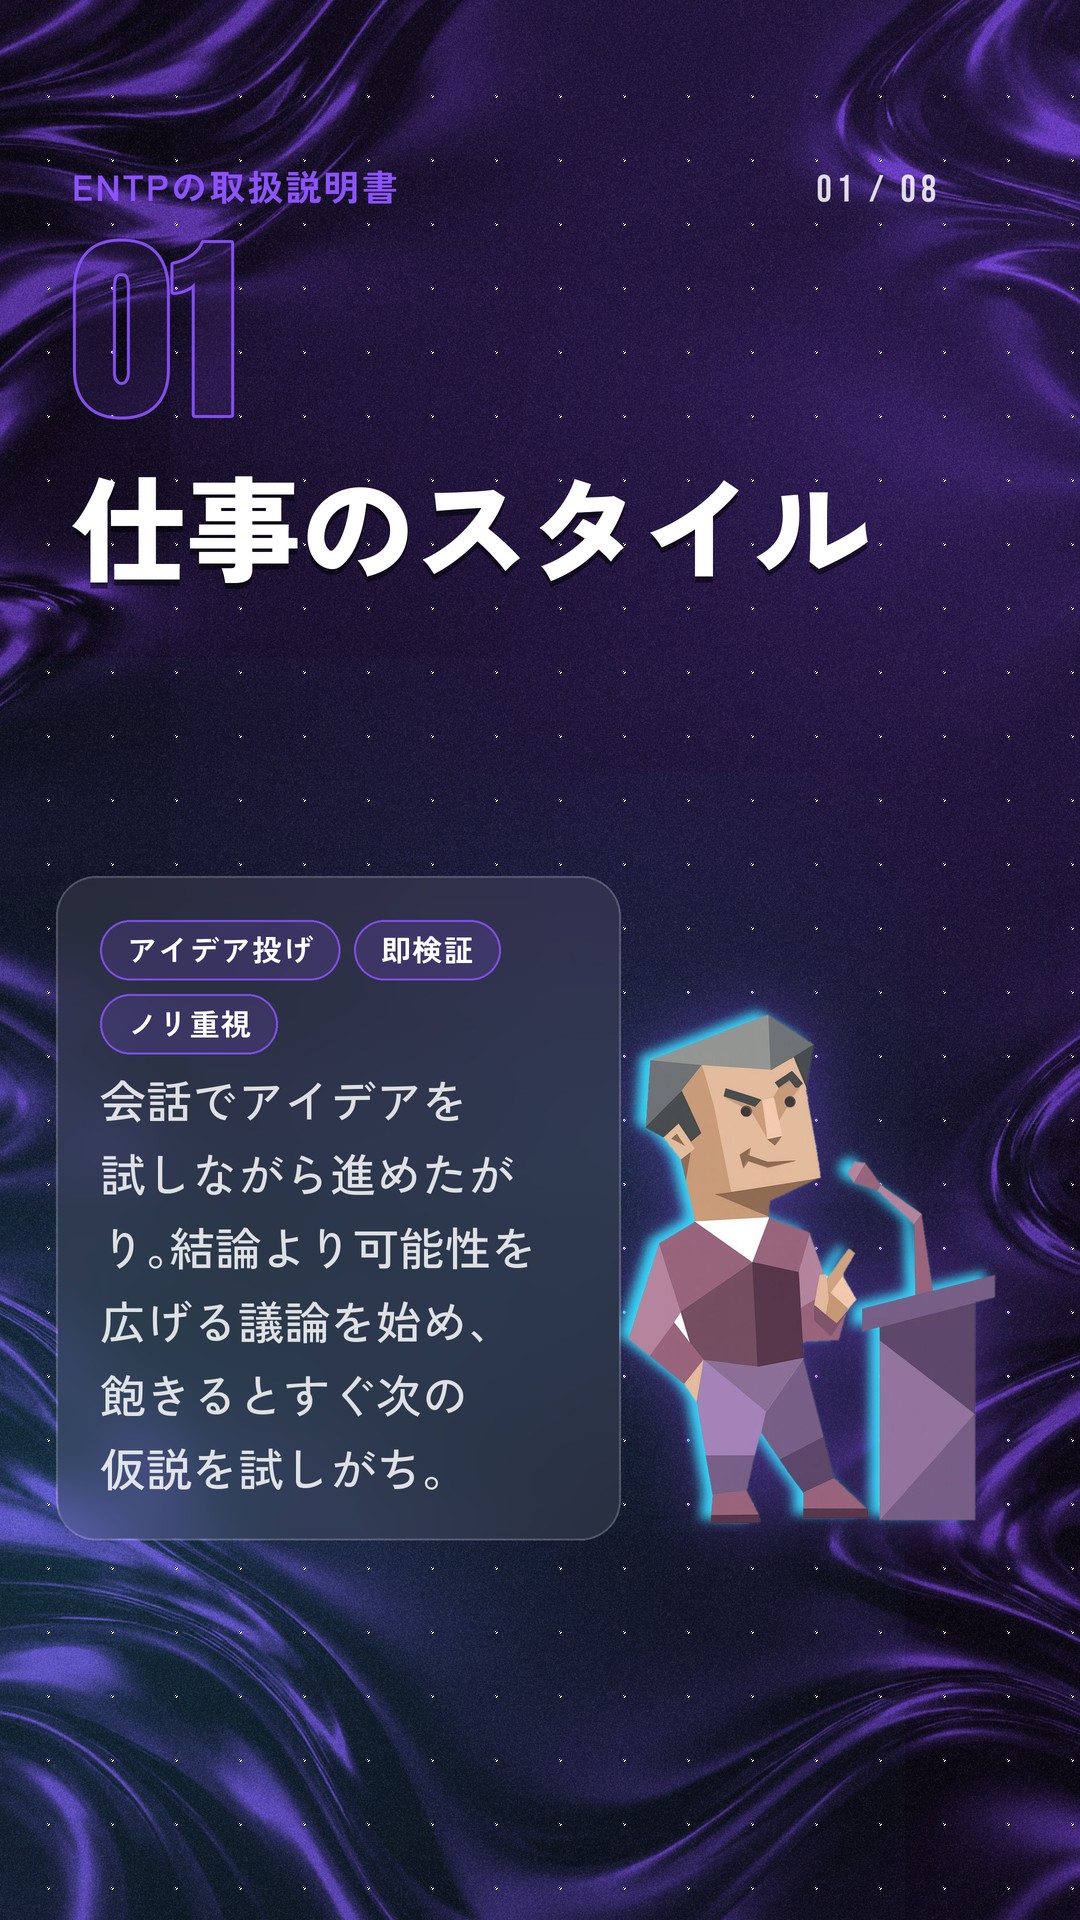 ENTPの取扱説明書
01 / 08
01
仕事のスタイル
アイデア投げ 即検証
ノリ重視
会話でアイデアを
試しながら進めたが
り。結論より可能性を
広げる議論を始め、
飽きるとすぐ次の
仮説を試しがち。